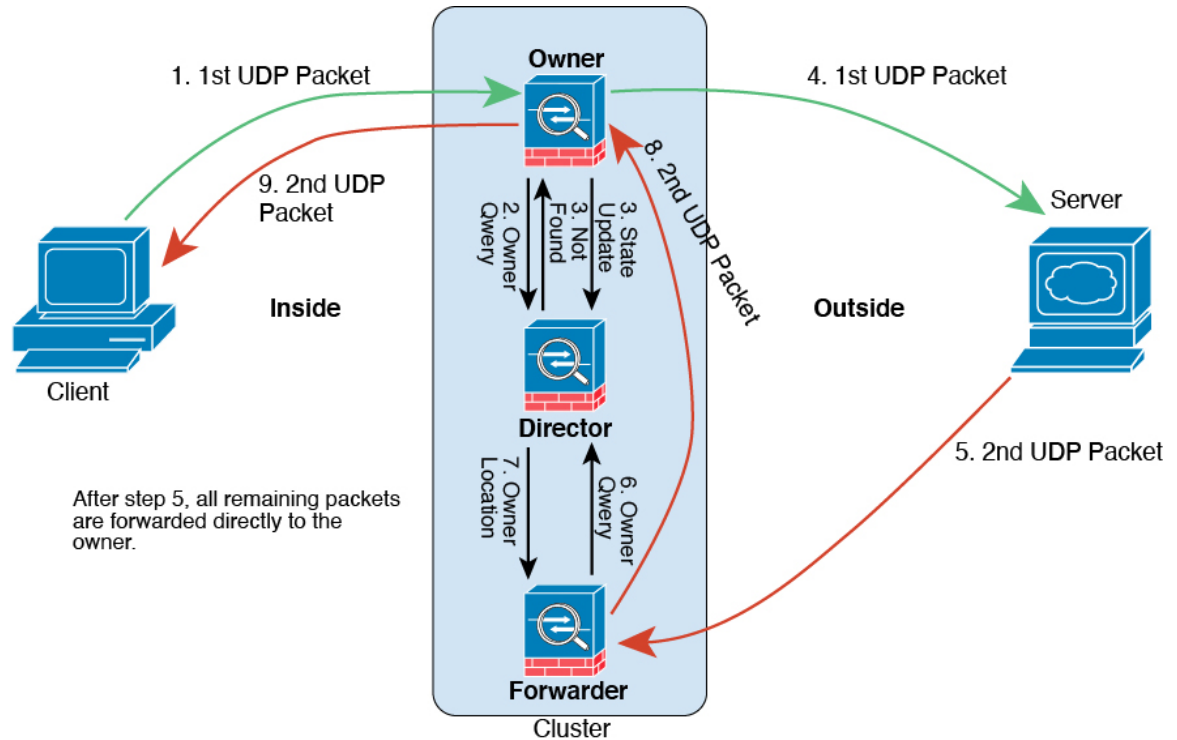 Owner
1. 1st UDP Packet
4. 1st UDP Packet
9. 2nd UDP
Packet
2. Owner
Qwery
3. Not
Found
3. State
Update
8. 2nd UDP Packet
Server
Inside
Outside
Client
Director
5. 2nd UDP Packet
7. Owner
Location
6. Owner
Qwery
After step 5, all remaining packets
are forwarded directly to the
owner.
Forwarder
Cluster